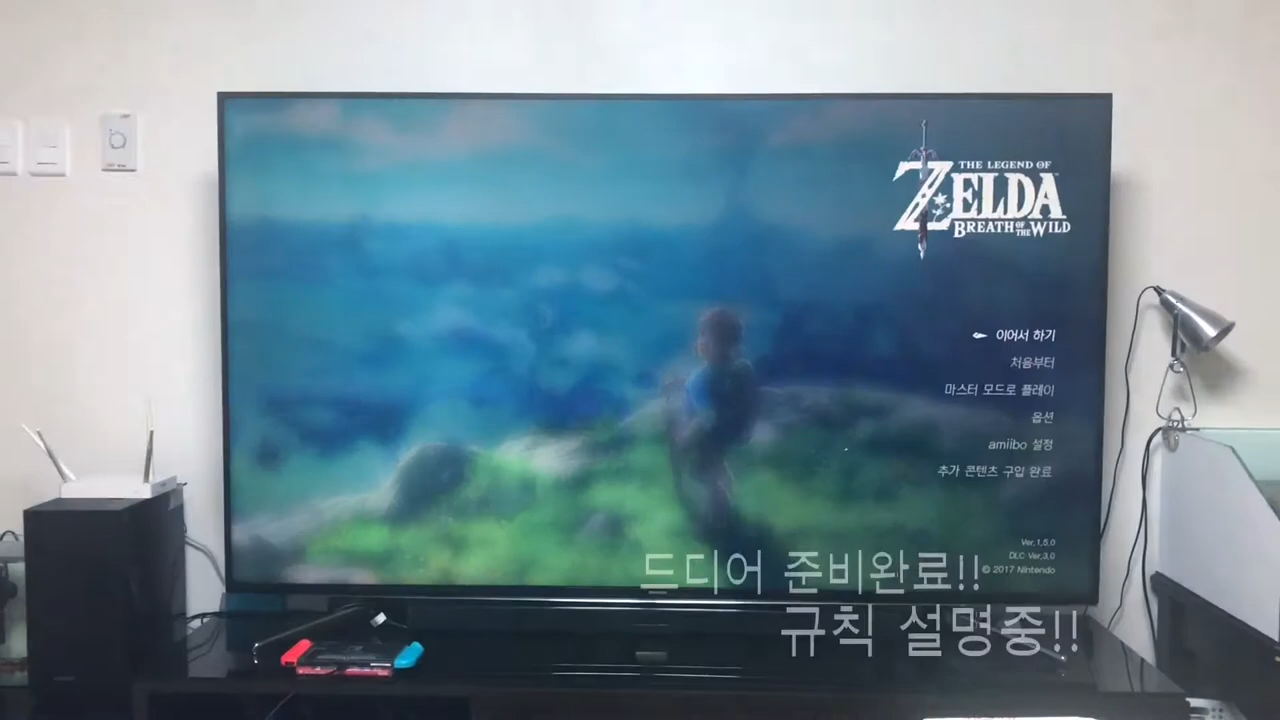 THE LEGEND OF
ZELDA
BREATH OF THE WILD
이어서 하기
처음부터
마스터 모드로 플레이
옵션
amiibo 설정
추가 콘텐츠 구입 완료
Ver.1.5.0
DLC Ver.3.0
© 2017 Nintendo
드디어 준비완료!!
규칙 설명중!!